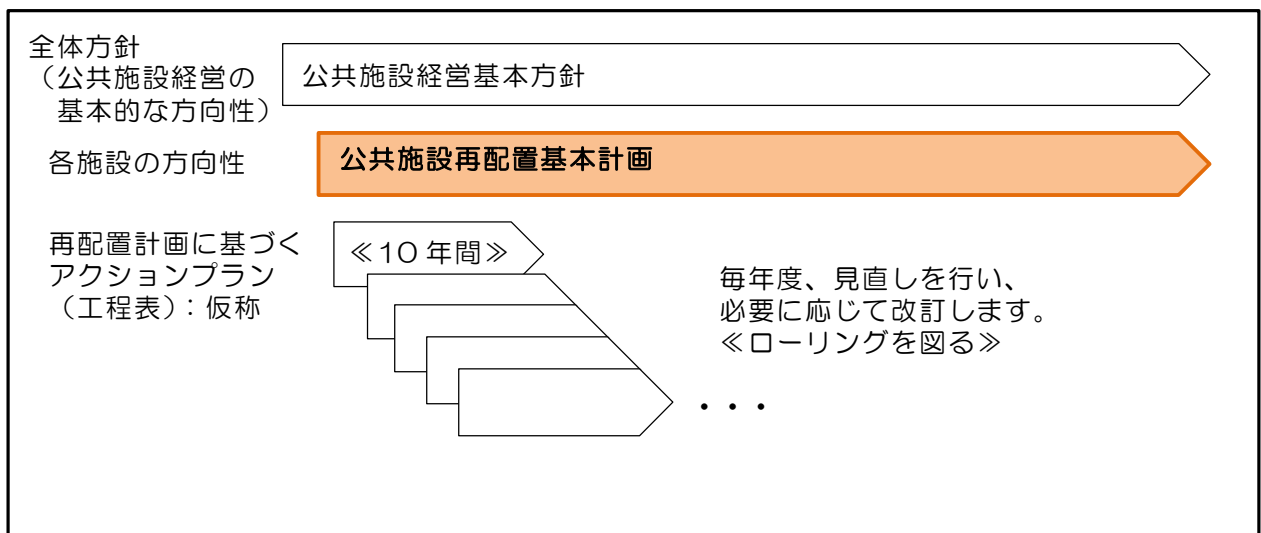 全体方針
（公共施設経営の
基本的な方向性）
公共施設経営基本方針
各施設の方向性
公共施設再配置基本計画
再配置計画に基づく
アクションプラン
（工程表）：仮称
≪10年間≫
毎年度、見直しを行い、
必要に応じて改訂します。
≪ローリングを図る≫
・・・